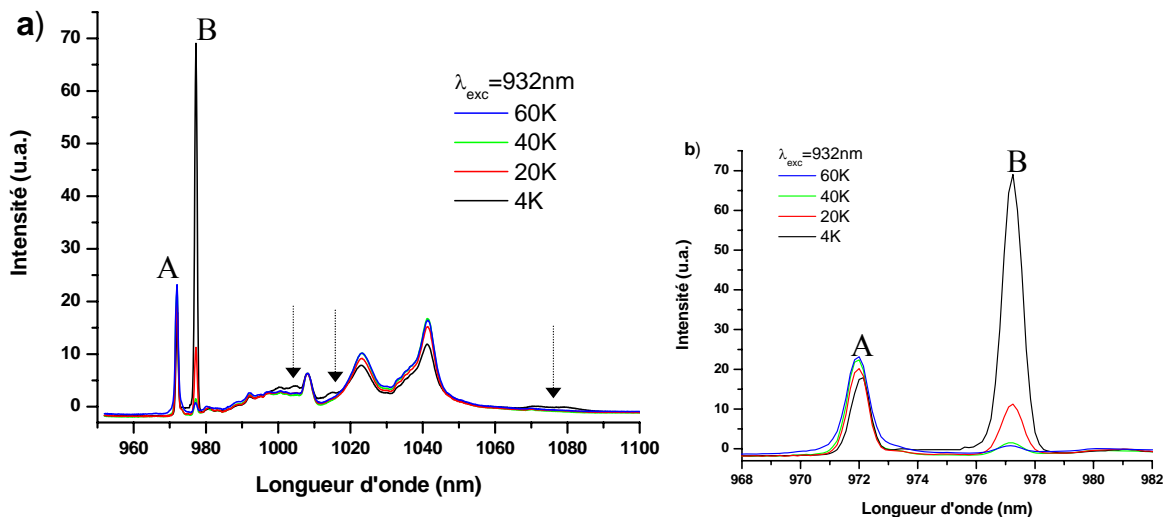 a)
B
A
λexc=932nm
60K
40K
20K
4K
70
60
50
40
30
20
10
0
Intensité (u.a.)
960 980 1000 1020 1040 1060 1080 1100
Longueur d'onde (nm)
b)
B
A
λexc=932nm
60K
40K
20K
4K
70
60
50
40
30
20
10
0
Intensité (u.a.)
968 970 972 974 976 978 980 982
Longueur d'onde (nm)